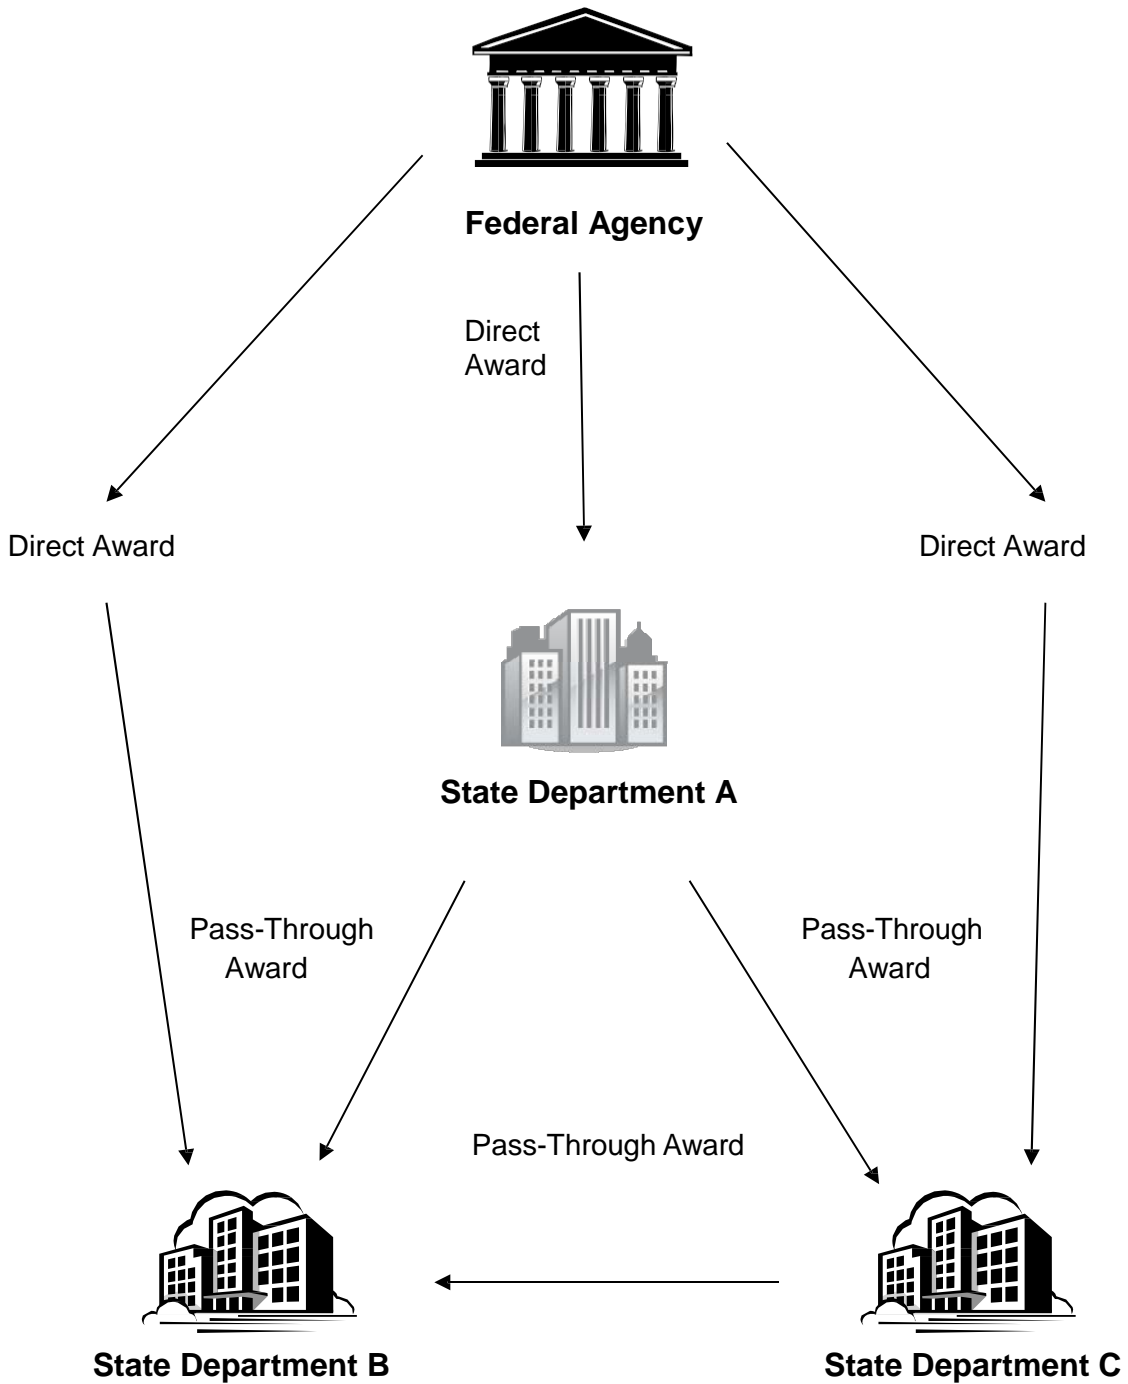 Federal Agency
Direct
Award
Direct Award
Direct Award
State Department A
Pass-Through
Award
Pass-Through
Award
Pass-Through Award
State Department B
State Department C